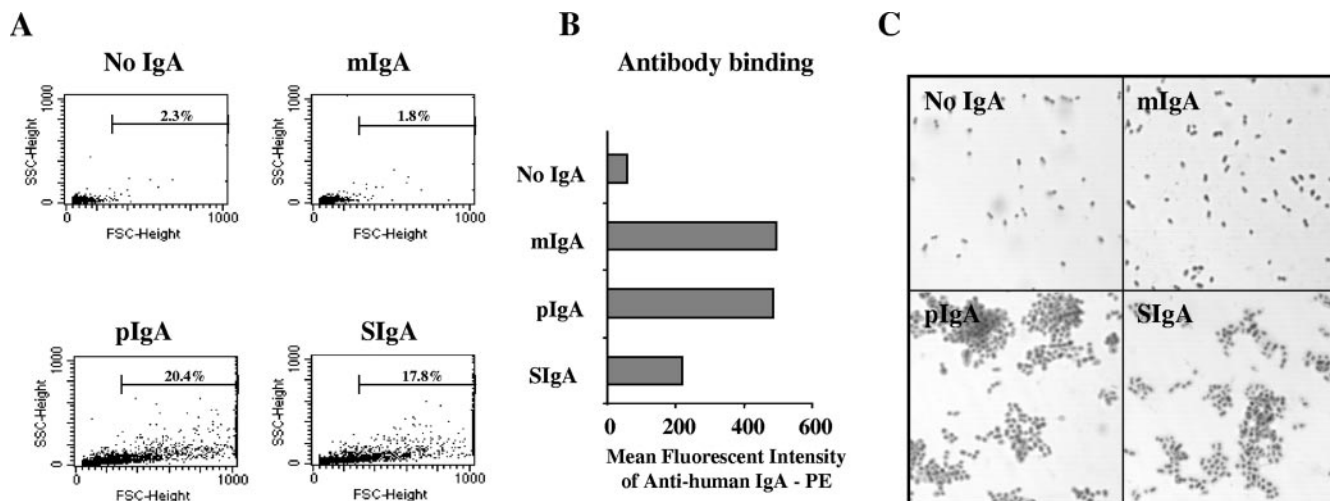 A
No IgA
1000
2.3%
SSC-Height
0
0
1000
FSC-Height
mIgA
1000
1.8%
SSC-Height
0
0
1000
FSC-Height
pIgA
1000
20.4%
SSC-Height
0
0
1000
FSC-Height
SIgA
1000
17.8%
SSC-Height
0
0
1000
FSC-Height
B
Antibody binding
No IgA
mIgA
pIgA
SIgA
0
200
400
600
Mean Fluorescent Intensity
of Anti-human IgA - PE
C
No IgA
mIgA
pIgA
SIgA